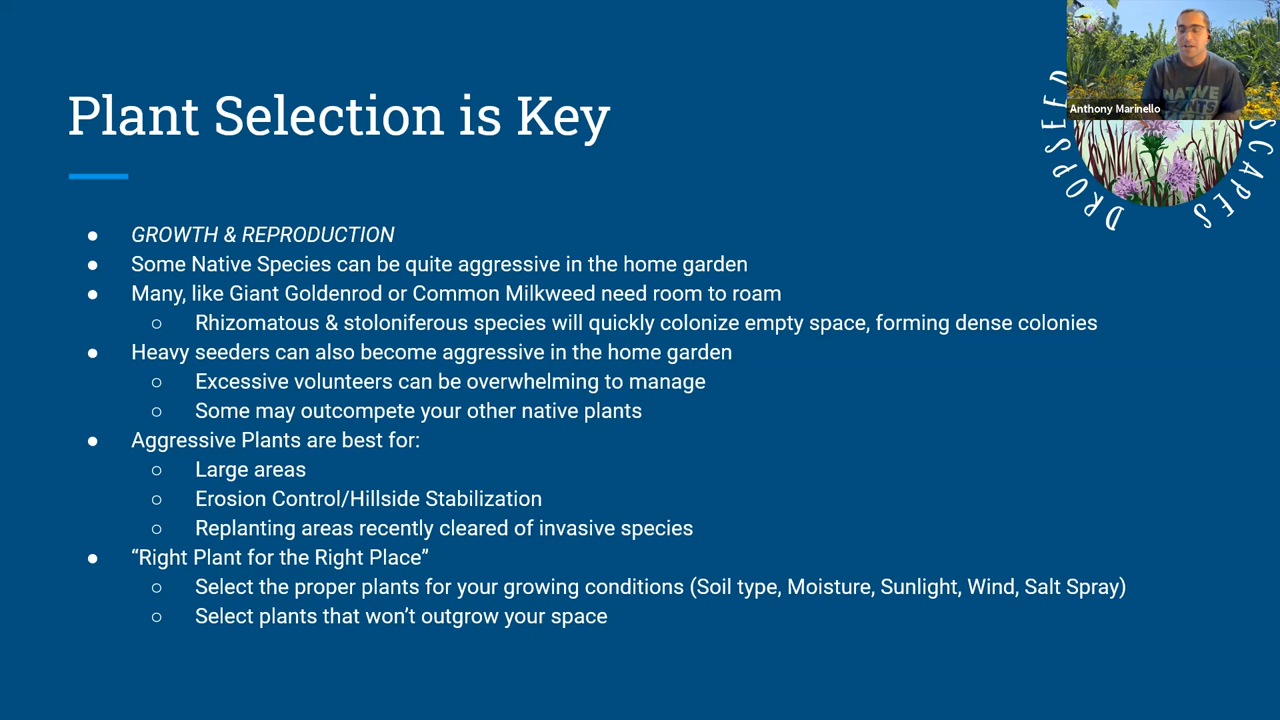 Plant Selection is Key
● GROWTH & REPRODUCTION
● Some Native Species can be quite aggressive in the home garden
● Many, like Giant Goldenrod or Common Milkweed need room to roam
○ Rhizomatous & stoloniferous species will quickly colonize empty space, forming dense colonies
● Heavy seeders can also become aggressive in the home garden
○ Excessive volunteers can be overwhelming to manage
○ Some may outcompete your other native plants
● Aggressive Plants are best for:
○ Large areas
○ Erosion Control/Hillside Stabilization
○ Replanting areas recently cleared of invasive species
● “Right Plant for the Right Place”
○ Select the proper plants for your growing conditions (Soil type, Moisture, Sunlight, Wind, Salt Spray)
○ Select plants that won’t outgrow your space
NATIVE
Anthony Marinello
DROPSEED
SCAPES